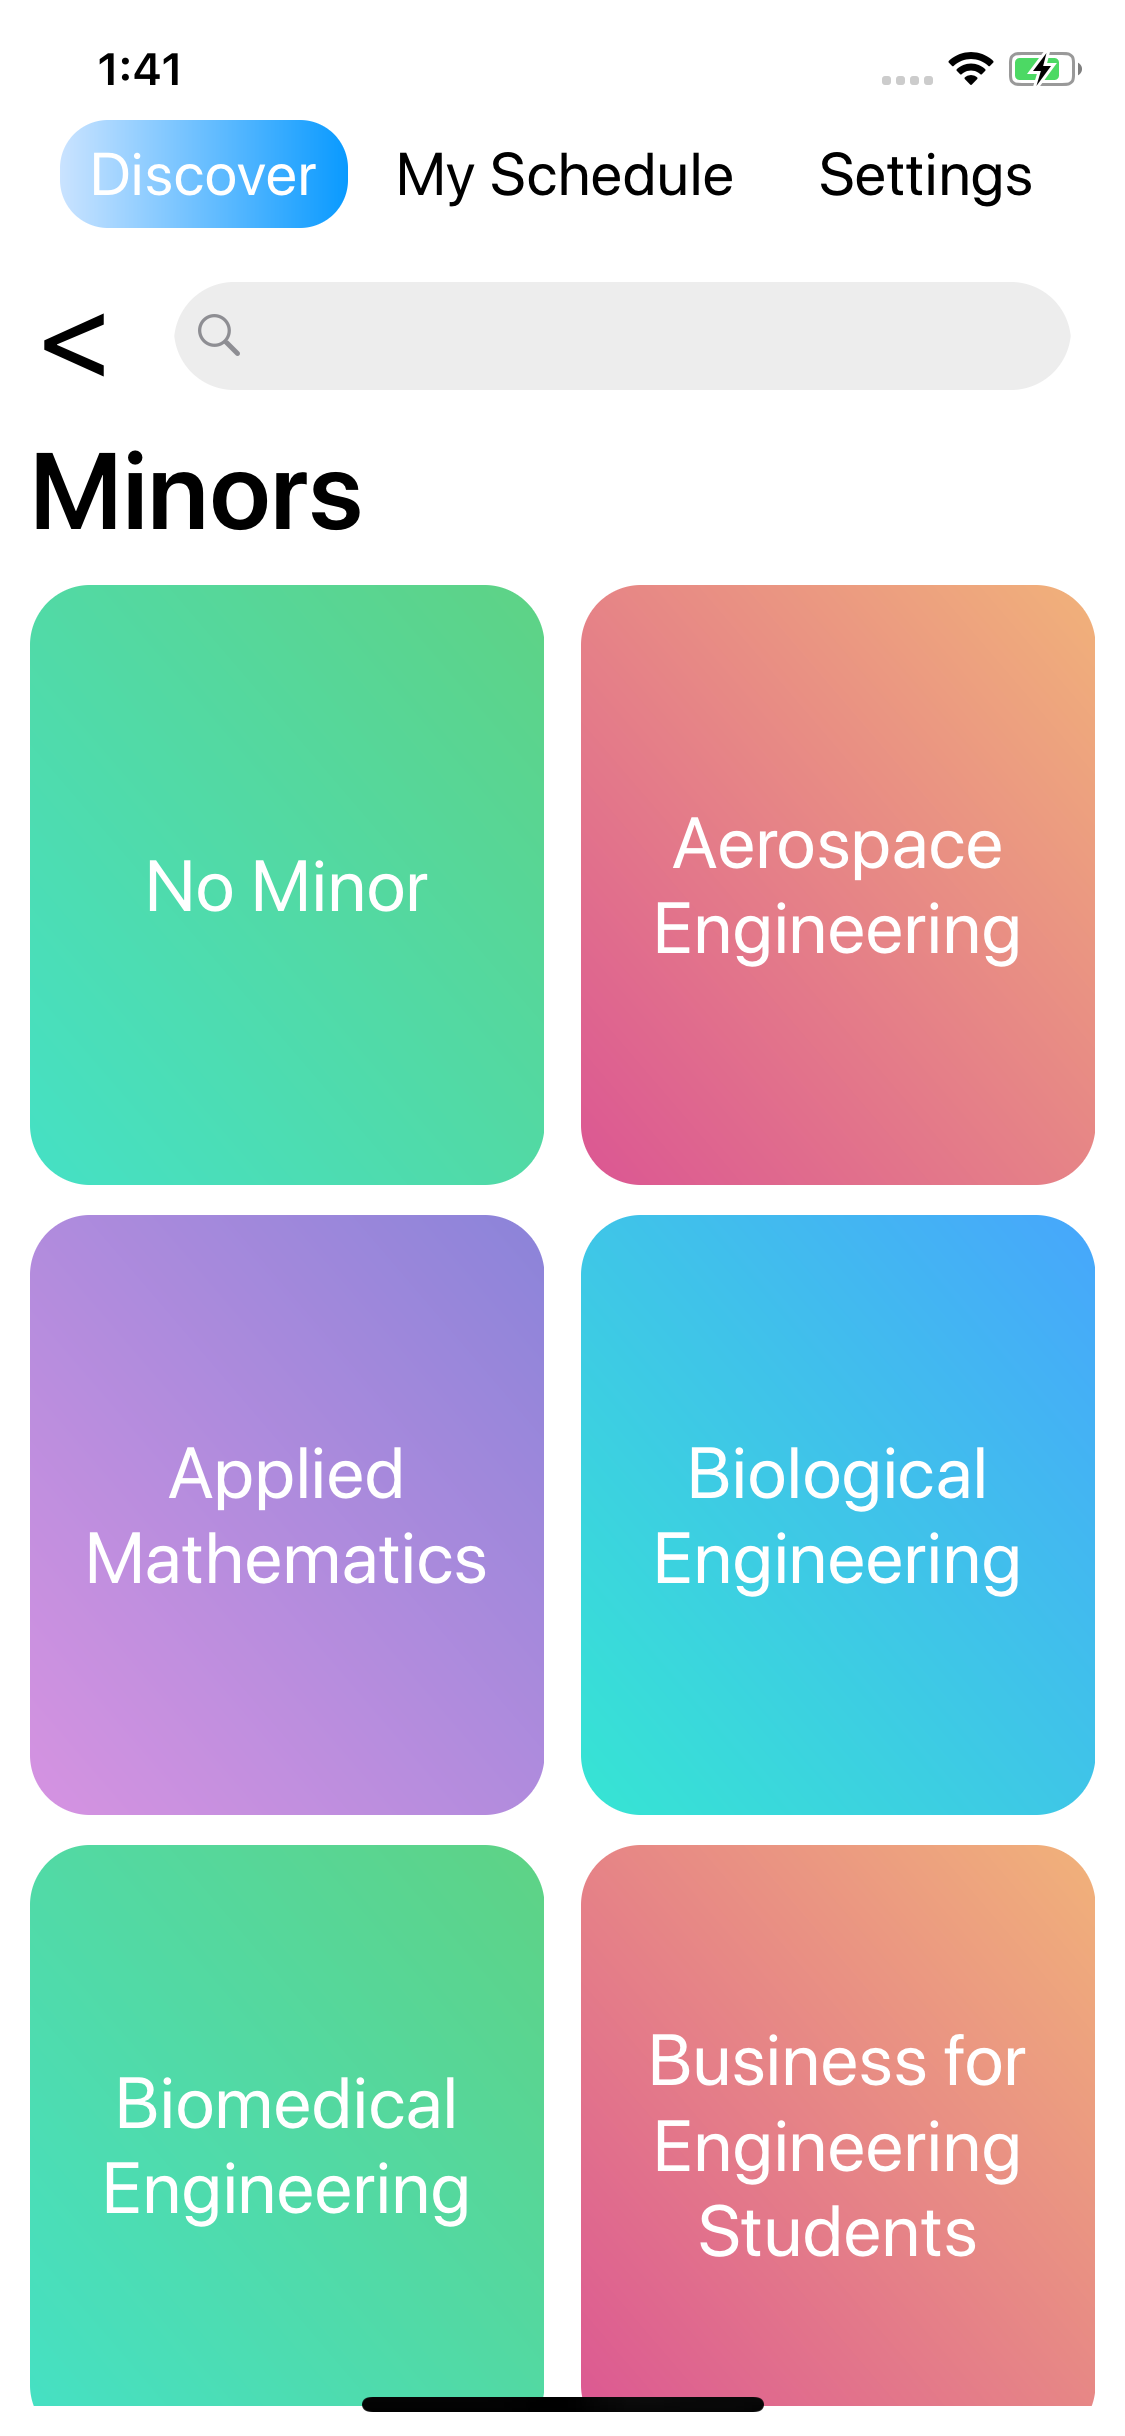 1:41
Discover
My Schedule
Settings
<
Minors
No Minor
Aerospace
Engineering
Applied
Mathematics
Biological
Engineering
Biomedical
Engineering
Business for
Engineering
Students